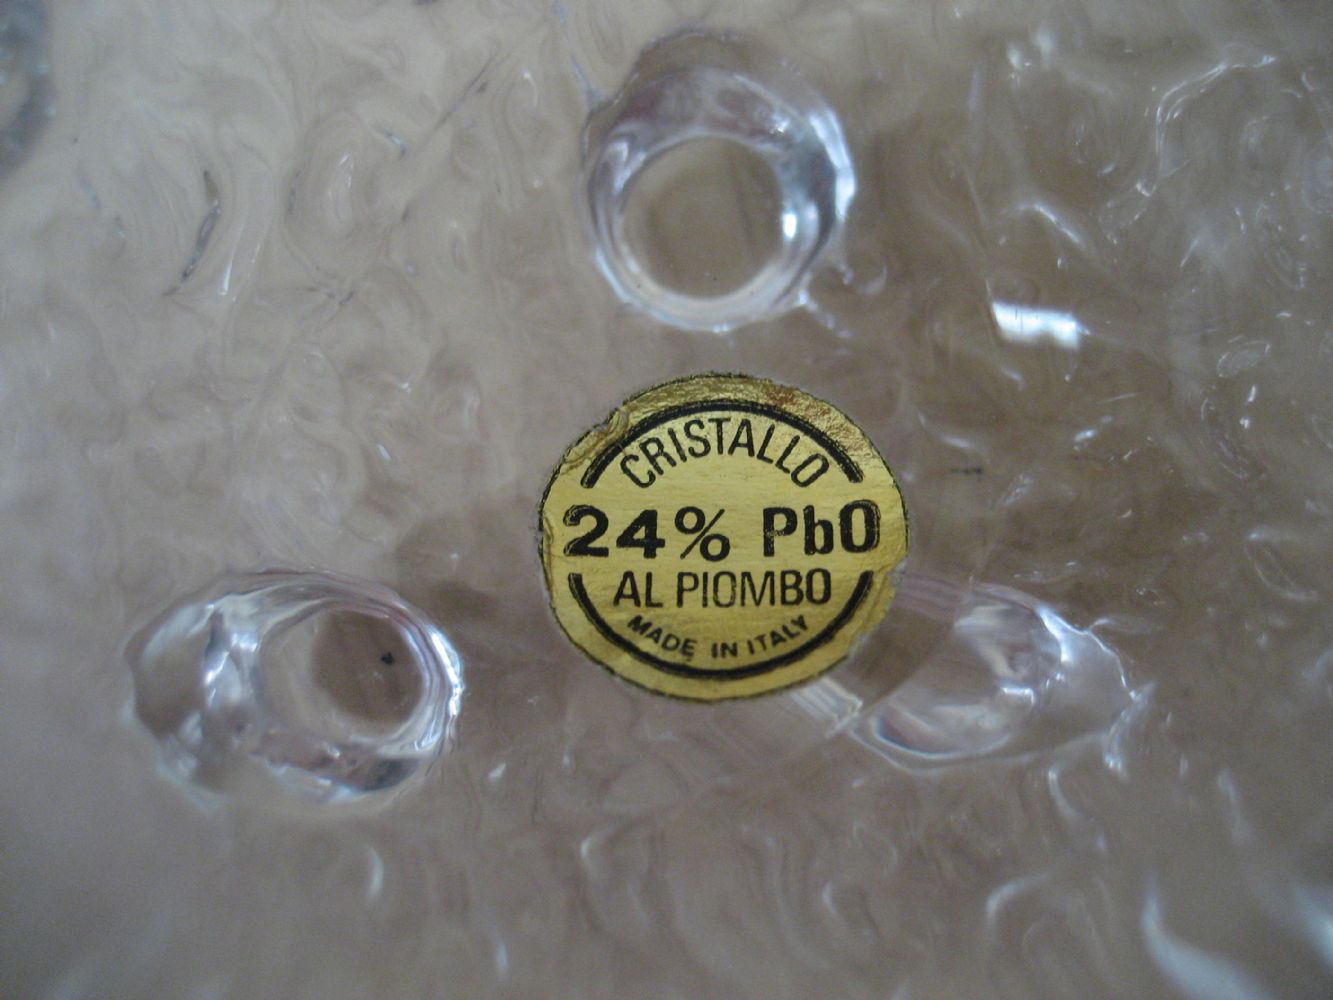 CRISTALLO
24% PbO
AL PIOMBO
MADE IN ITALY